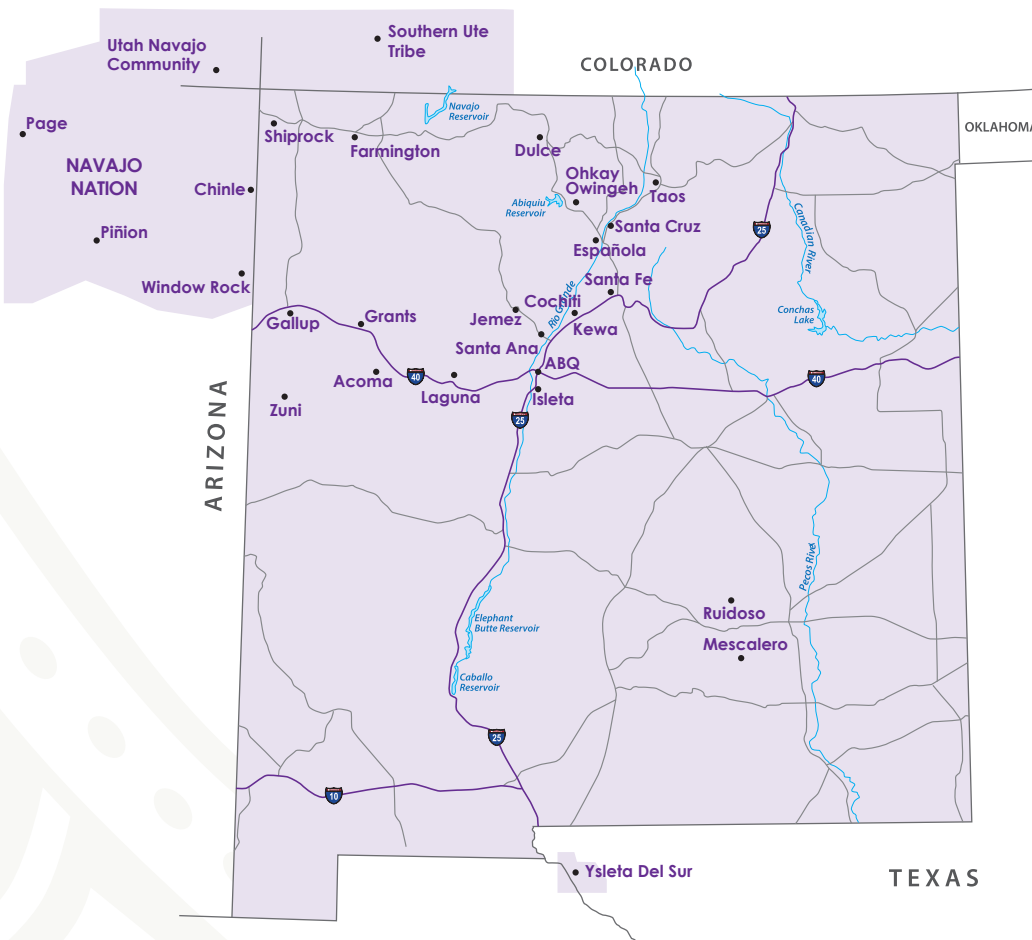 Southern Ute
Tribe
Utah Navajo
Community
COLORADO
Navajo
Reservoir
Page
Shiprock
Farmington
Dulce
OKLAHOMA
NAVAJO
NATION
Chinle
Ohkay
Owingeh
Taos
Abiquiu
Reservoir
Santa Cruz
Canadian River
25
Piñion
Española
Window Rock
Santa Fe
Rio Grande
Cochiti
Conchas
Lake
Gallup
Grants
Jemez
Kewa
Santa Ana
ABQ
Acoma
40
40
Laguna
Isleta
Zuni
25
ARIZONA
Pecos River
Ruidoso
Elephant
Butte Reservoir
Mescalero
Caballo
Reservoir
25
10
Ysleta Del Sur
TEXAS